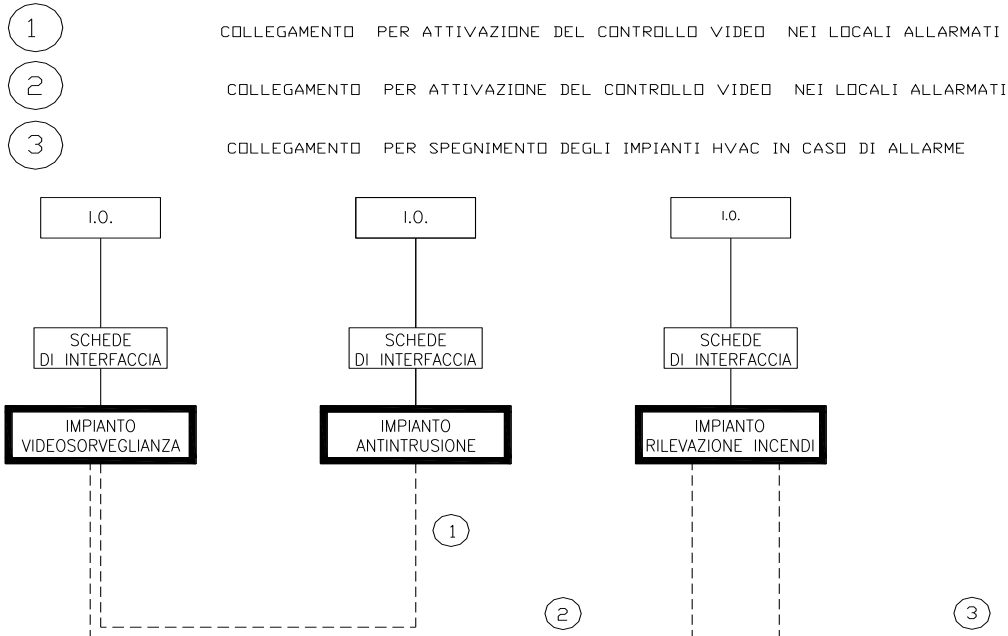 1 COLLEGAMENTO PER ATTIVAZIONE DEL CONTROLLO VIDEO NEI LOCALI ALLARMATI
2 COLLEGAMENTO PER ATTIVAZIONE DEL CONTROLLO VIDEO NEI LOCALI ALLARMATI
3 COLLEGAMENTO PER SPEGNIMENTO DEGLI IMPIANTI HVAC IN CASO DI ALLARME
I.O.
I.O.
I.O.
SCHEDE
DI INTERFACCIA
SCHEDE
DI INTERFACCIA
SCHEDE
DI INTERFACCIA
IMPIANTO
VIDEOSORVEGLIANZA
IMPIANTO
ANTINTRUSIONE
IMPIANTO
RILEVAZIONE INCENDI
1
2
3